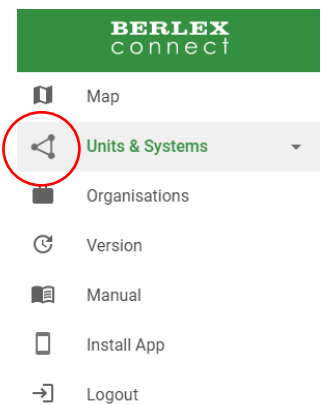 BERLEX
connect
Map
Units & Systems
Organisations
Version
Manual
Install App
Logout